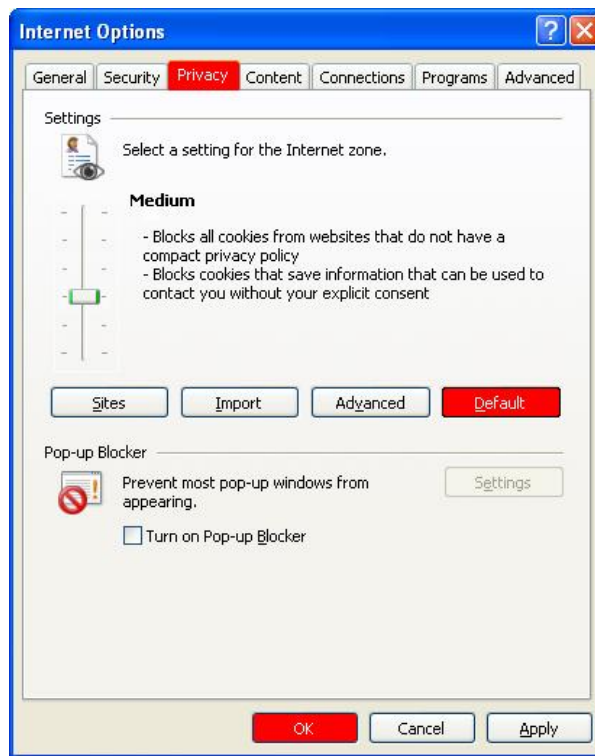 Internet Options
General Security Privacy Content Connections Programs Advanced
Settings
Select a setting for the Internet zone.
Medium
- Blocks all cookies from websites that do not have a
compact privacy policy
- Blocks cookies that save information that can be used to
contact you without your explicit consent
Sites Import Advanced Default
Pop-up Blocker
Prevent most pop-up windows from
appearing.
Settings
Turn on Pop-up Blocker
OK Cancel Apply